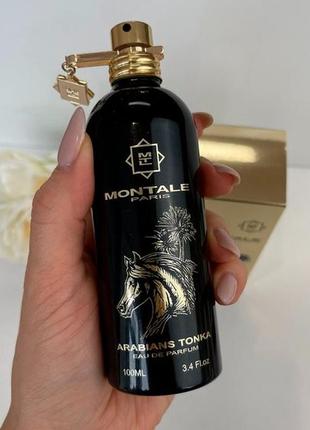 MONTALE
PARIS
ARABIANS TONKA
EAU DE PARFUM
100ML 3.4 Fl.oz